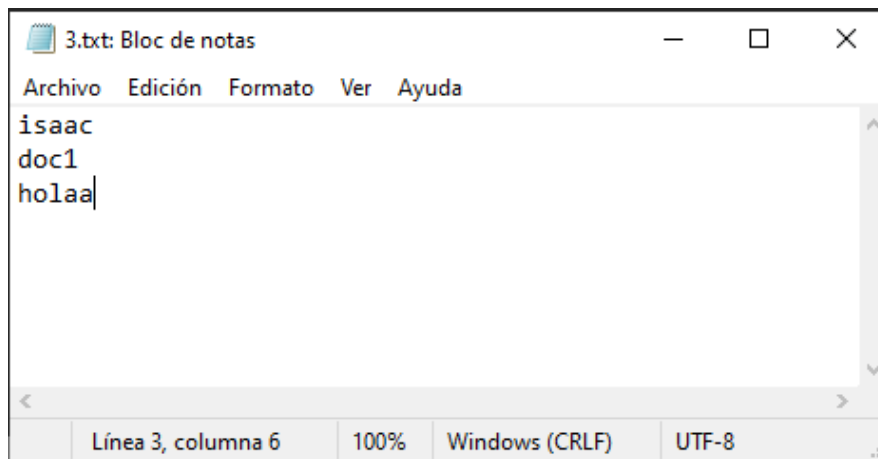 3.txt: Bloc de notas
Archivo Edición Formato Ver Ayuda
isaac
doc1
holaa
Línea 3, columna 6 100% Windows (CRLF) UTF-8